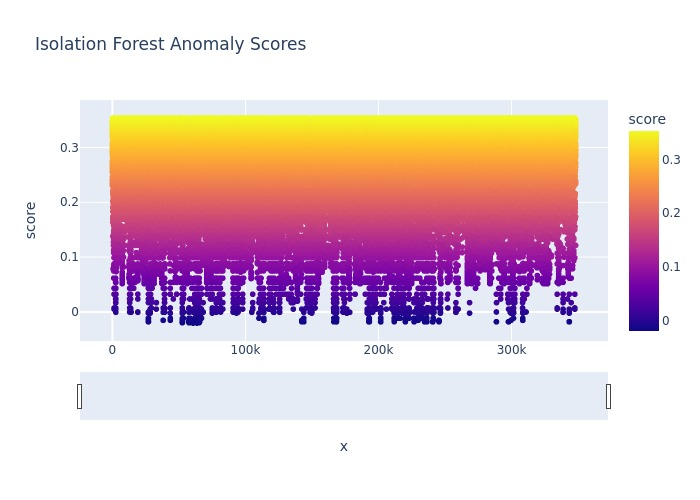 Isolation Forest Anomaly Scores
score
0.3
0.2
0.1
0
score
0.3
0.2
0.1
0
0
100k
200k
300k
x